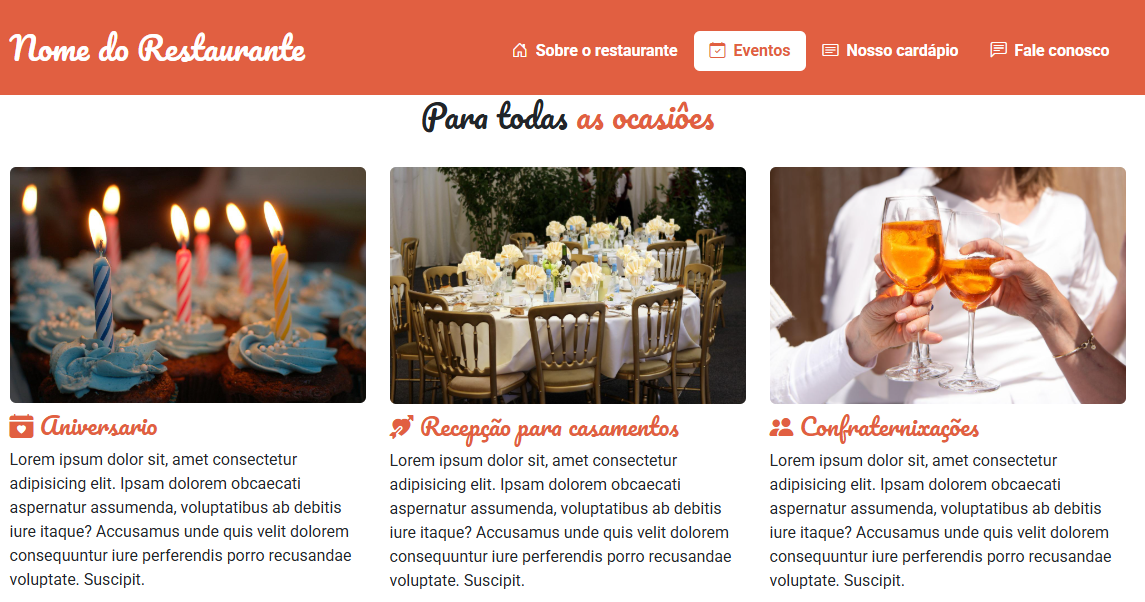 Nome do Restaurante
Sobre o restaurante
Eventos
Nosso cardápio
Fale conosco
Para todas as ocasiões
Aniversario
Lorem ipsum dolor sit, amet consectetur
adipisicing elit. Ipsam dolorem obcaecati
aspernatur assumenda, voluptatibus ab debitis
iure itaque? Accusamus unde quis velit dolorem
consequuntur iure perferendis porro recusandae
voluptate. Suscipit.
Recepção para casamentos
Lorem ipsum dolor sit, amet consectetur
adipisicing elit. Ipsam dolorem obcaecati
aspernatur assumenda, voluptatibus ab debitis
iure itaque? Accusamus unde quis velit dolorem
consequuntur iure perferendis porro recusandae
voluptate. Suscipit.
Confraternixações
Lorem ipsum dolor sit, amet consectetur
adipisicing elit. Ipsam dolorem obcaecati
aspernatur assumenda, voluptatibus ab debitis
iure itaque? Accusamus unde quis velit dolorem
consequuntur iure perferendis porro recusandae
voluptate. Suscipit.